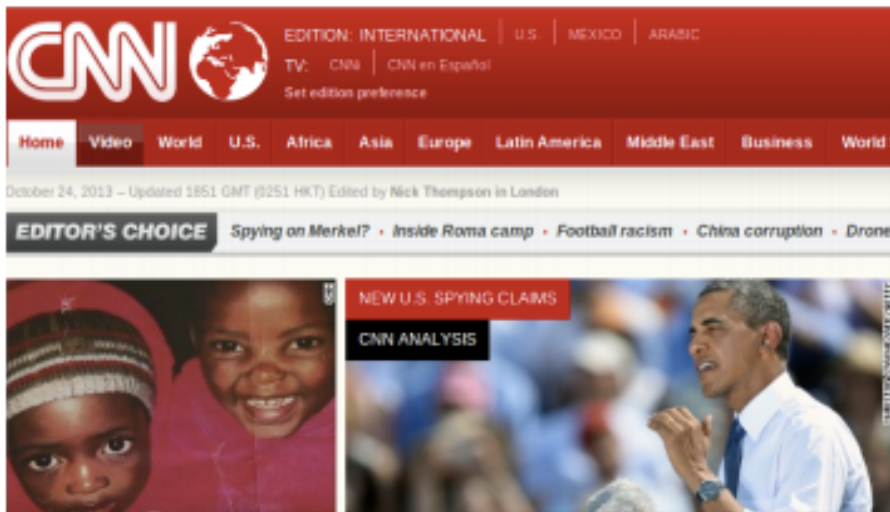 CNN
EDITION: INTERNATIONAL U.S. MÉXICO ARABIC
TV: CNNi CNN en Español
Set edition preference
Home Video World U.S. Africa Asia Europe Latin America Middle East Business World
October 24, 2013 – Updated 1851 GMT (0251 HKT) Edited by Nick Thompson in London
EDITOR'S CHOICE Spying on Merkel? • Inside Roma camp • Football racism • China corruption • Drone
NEW U.S. SPYING CLAIMS
CNN ANALYSIS